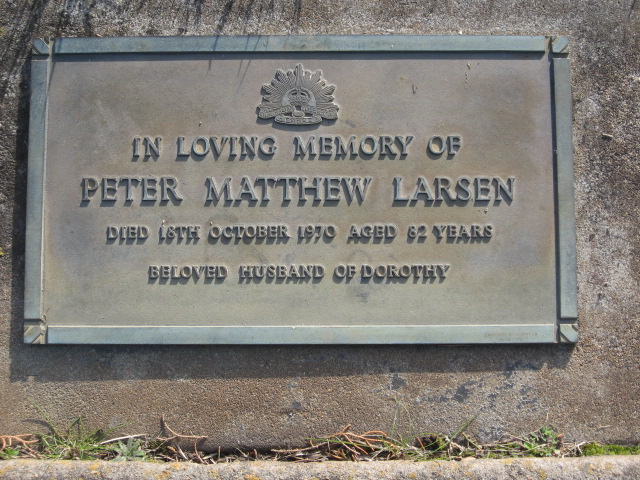 IN LOVING MEMORY OF
PETER MATTHEW LARSEN
DIED 18TH OCTOBER 1970 AGED 82 YEARS
BELOVED HUSBAND OF DOROTHY